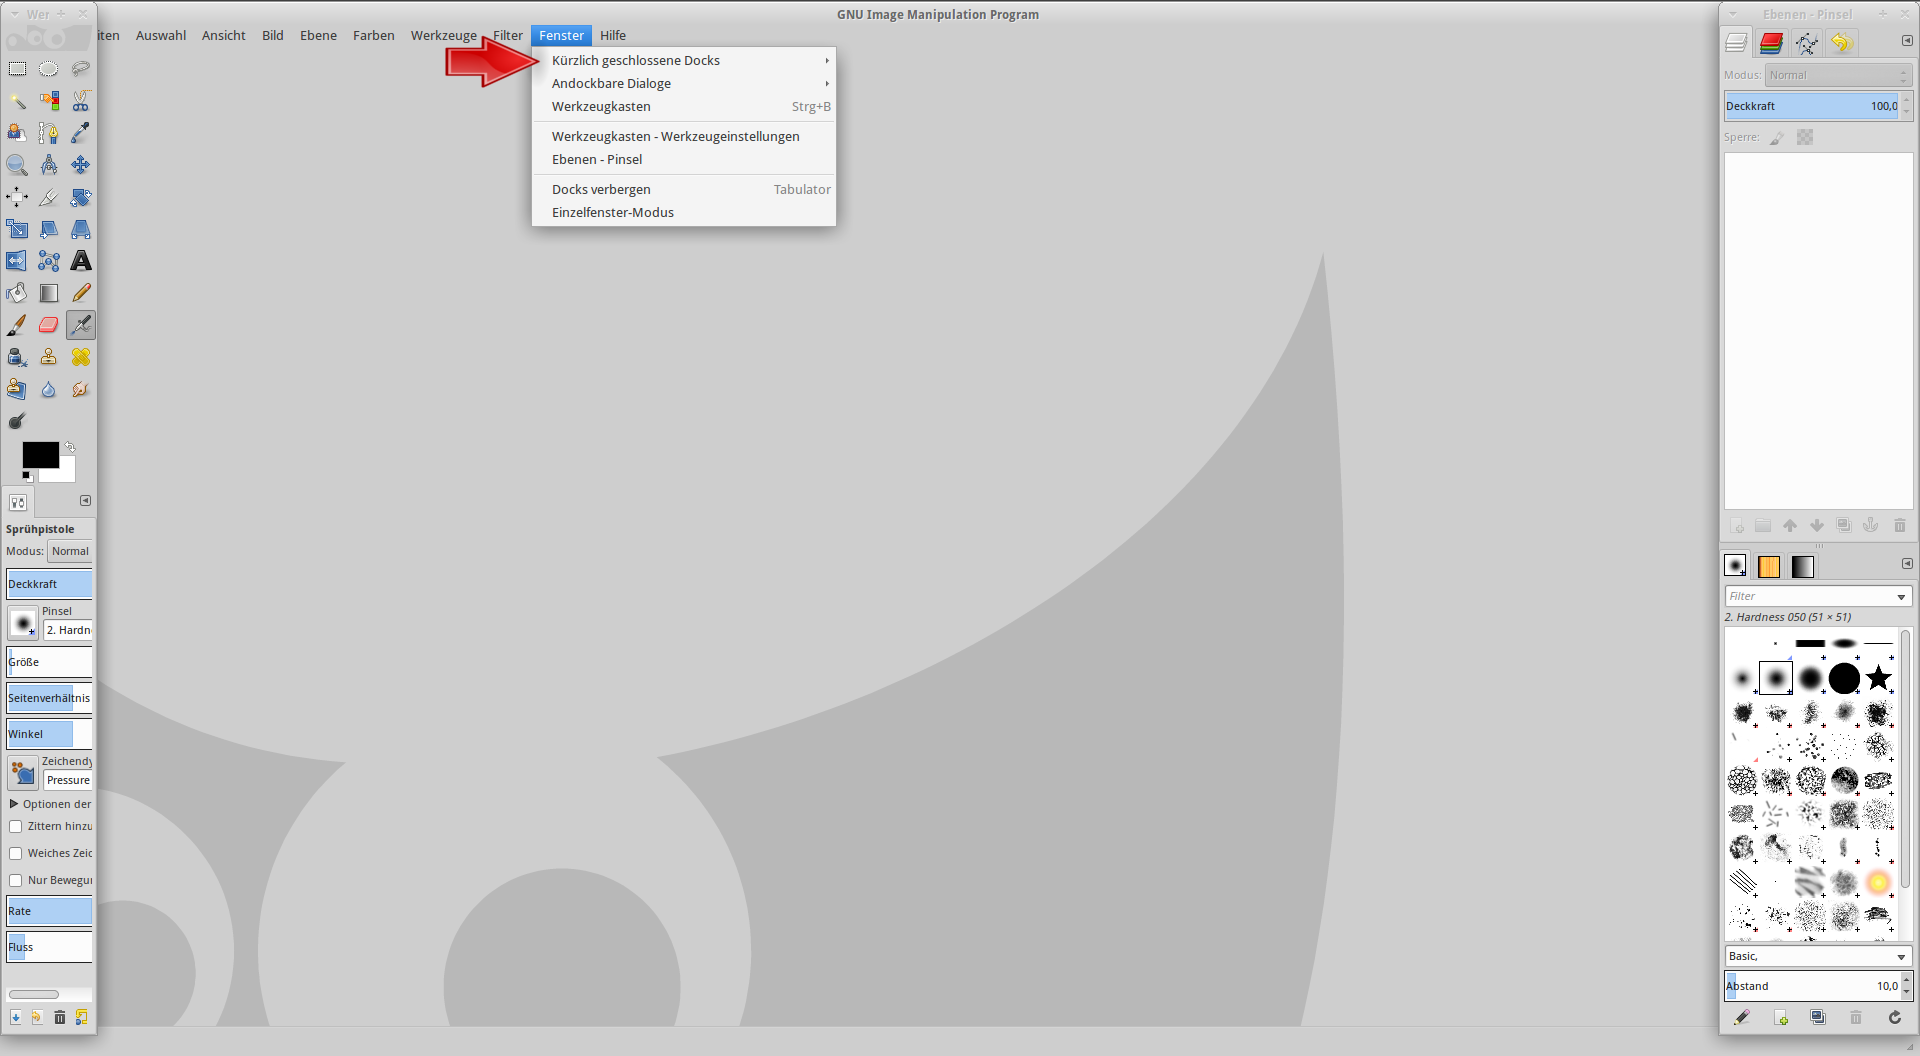 Wer
GNU Image Manipulation Program
Ebenen - Pinsel
iten Auswahl Ansicht Bild Ebene Farben Werkzeuge Filter Fenster Hilfe
Kürzlich geschlossene Docks
Andockbare Dialoge
Werkzeugkasten Strg+B
Werkzeugkasten - Werkzeugeinstellungen
Ebenen - Pinsel
Docks verbergen Tabulator
Einzelfenster-Modus
Sprühpistole
Modus: Normal
Deckkraft
Pinsel
2. Hardn
Größe
Seitenverhältnis
Winkel
Zeichendy
Pressure
Optionen der
Zittern hinzu
Weiches Zeic
Nur Bewegu
Rate
Fluss
Modus: Normal
Deckkraft 100,0
Sperre:
Filter
2. Hardness 050 (51 × 51)
Basic,
Abstand 10,0